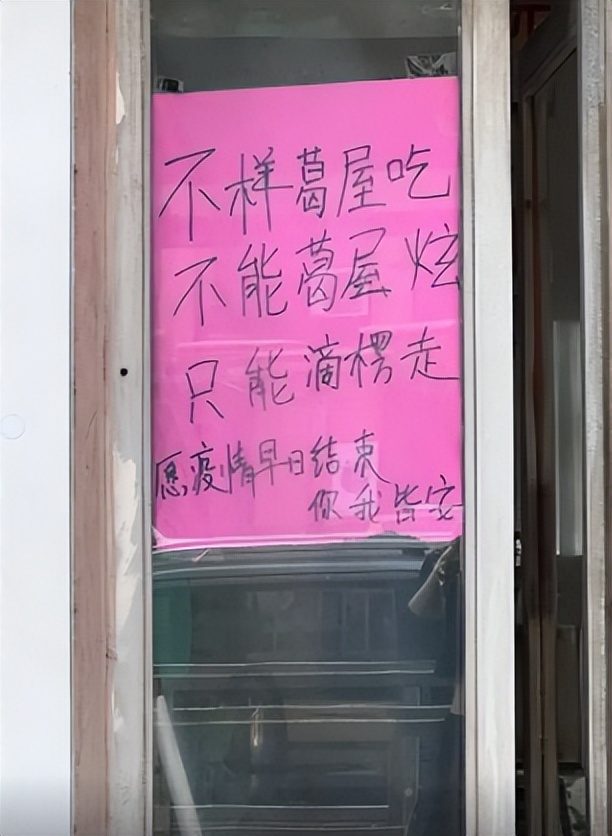 不样葛屋吃
不能葛屋炫
只能滴楞走
愿疫情早日结束
你我皆安